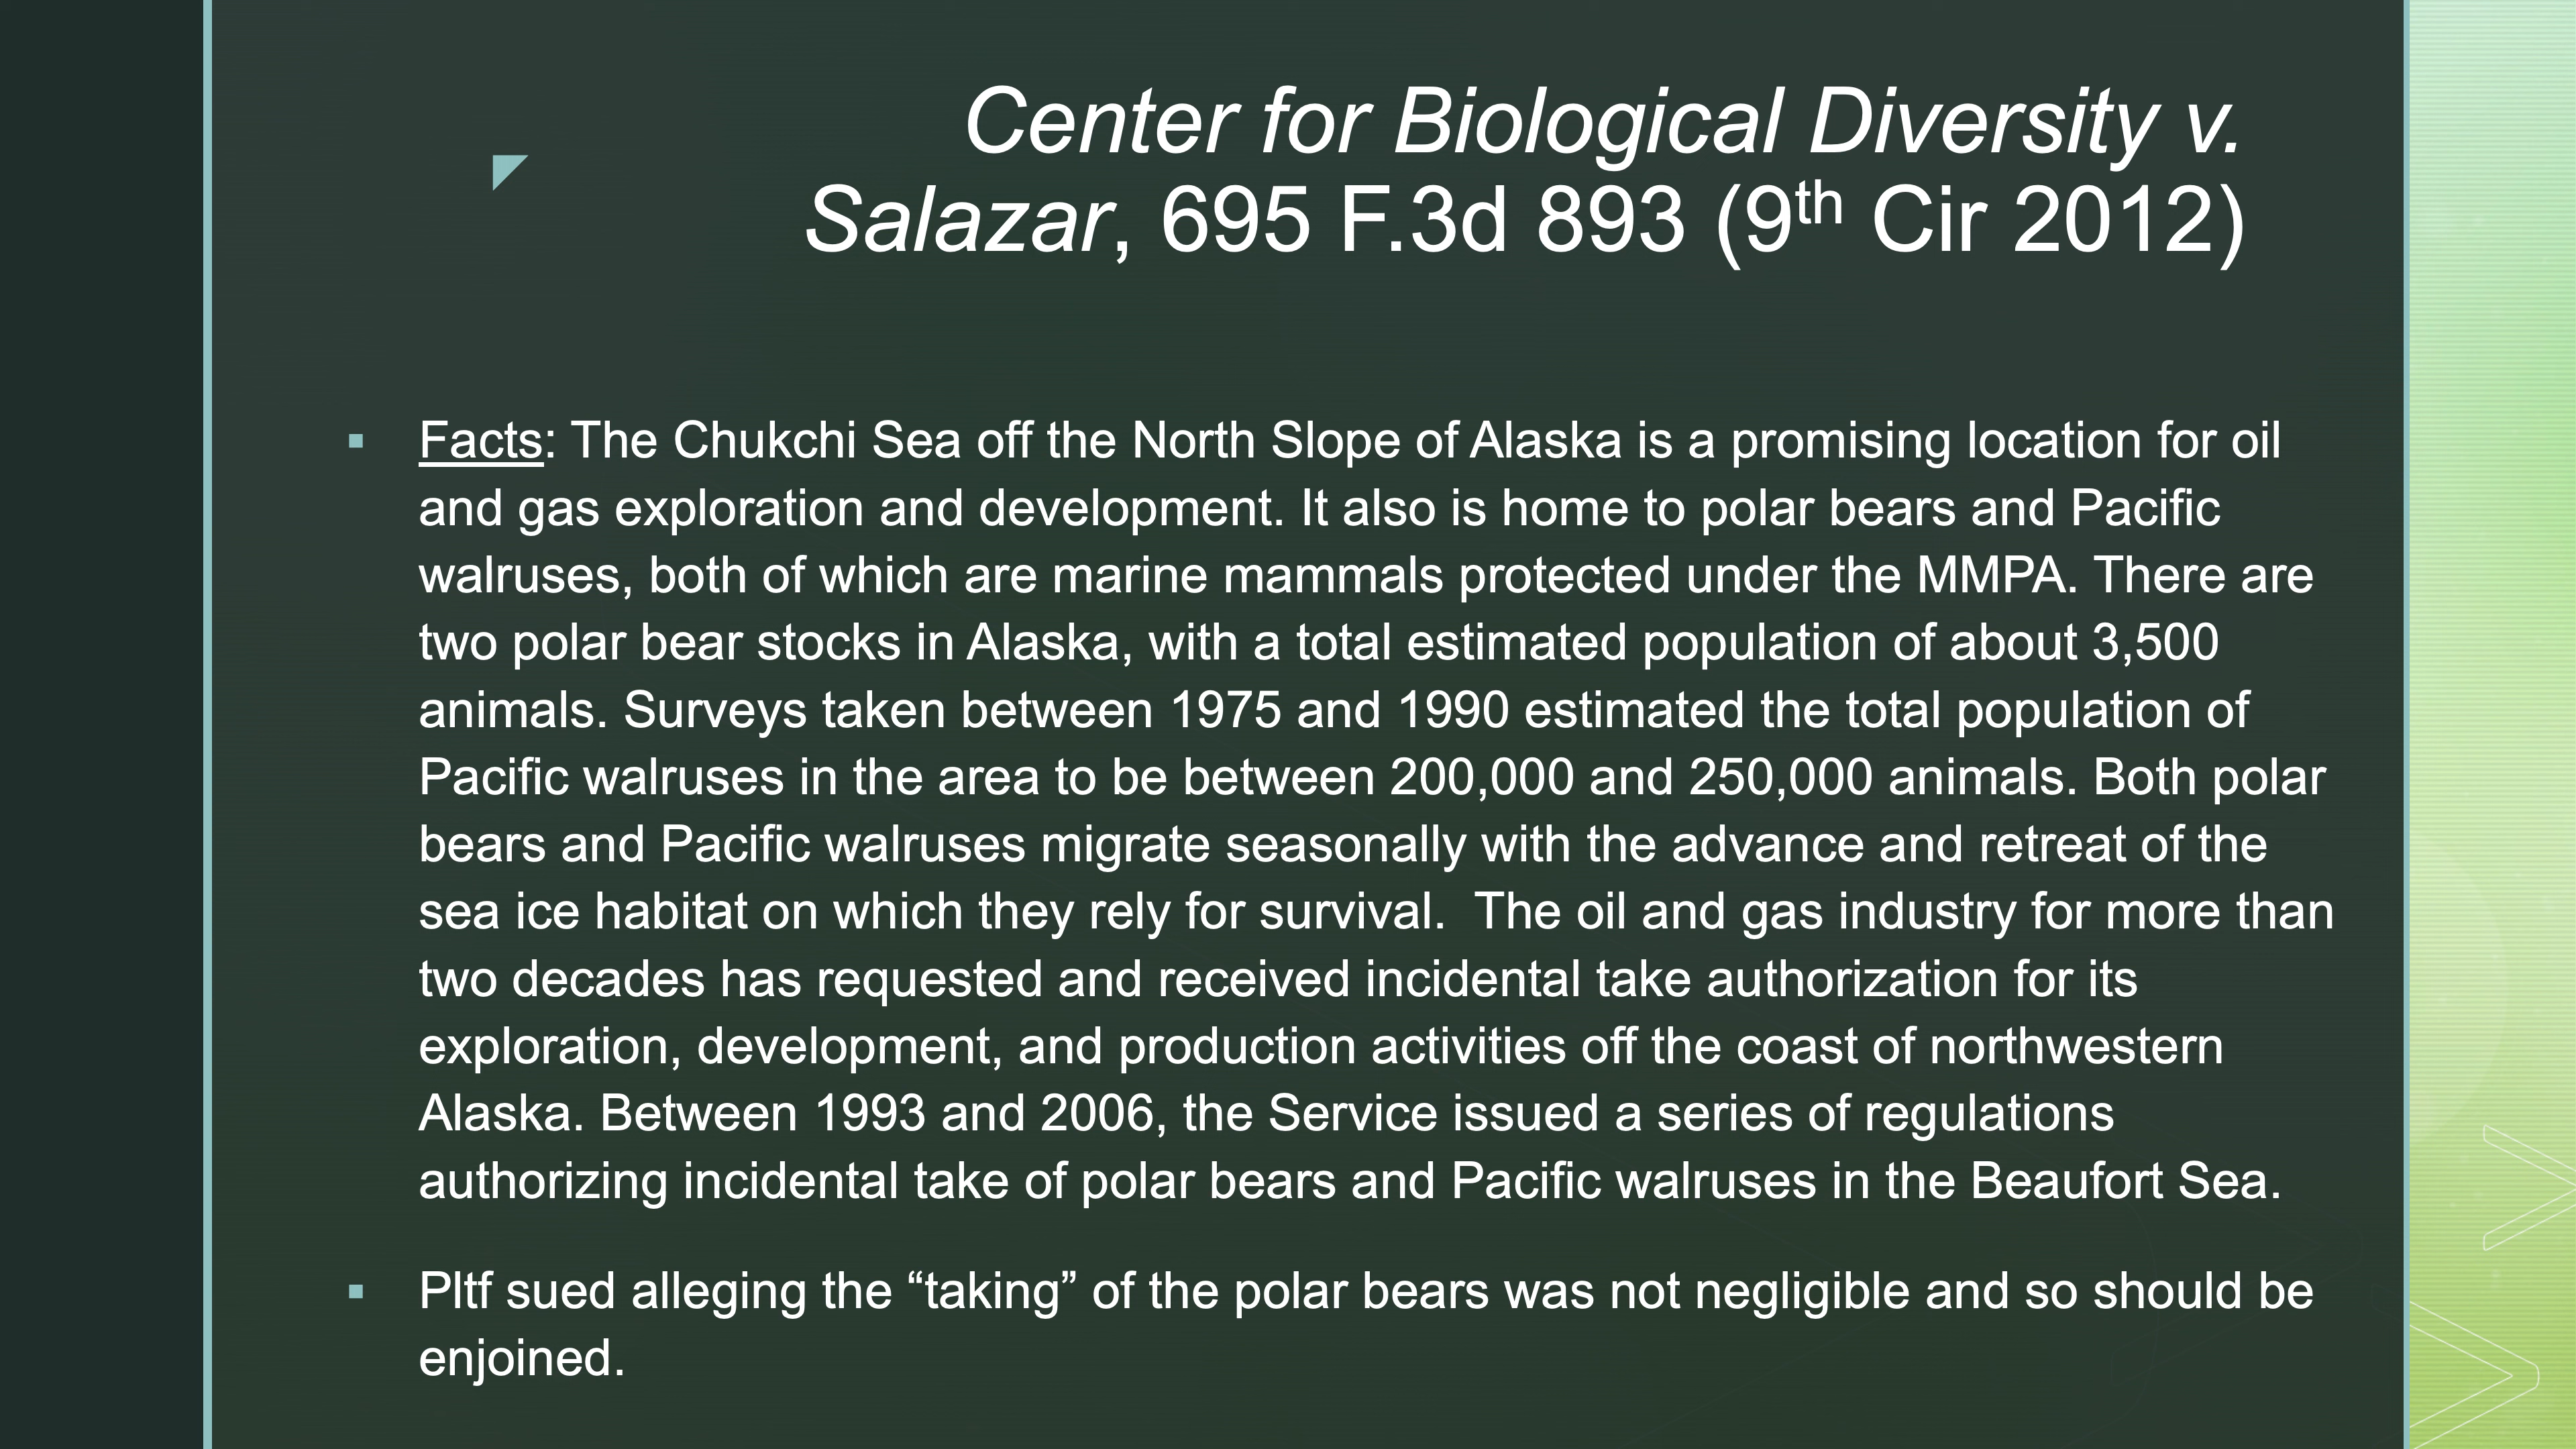 Center for Biological Diversity v.
Salazar, 695 F.3d 893 (9th Cir 2012)
▪ Facts: The Chukchi Sea off the North Slope of Alaska is a promising location for oil
and gas exploration and development. It also is home to polar bears and Pacific
walruses, both of which are marine mammals protected under the MMPA. There are
two polar bear stocks in Alaska, with a total estimated population of about 3,500
animals. Surveys taken between 1975 and 1990 estimated the total population of
Pacific walruses in the area to be between 200,000 and 250,000 animals. Both polar
bears and Pacific walruses migrate seasonally with the advance and retreat of the
sea ice habitat on which they rely for survival.  The oil and gas industry for more than
two decades has requested and received incidental take authorization for its
exploration, development, and production activities off the coast of northwestern
Alaska. Between 1993 and 2006, the Service issued a series of regulations
authorizing incidental take of polar bears and Pacific walruses in the Beaufort Sea.
▪ Pltf sued alleging the “taking” of the polar bears was not negligible and so should be
enjoined.